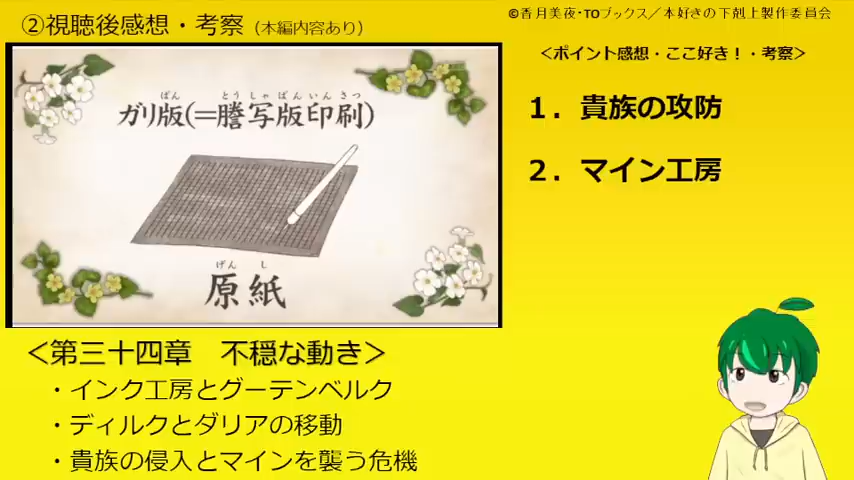 ②視聴後感想・考察 (本編内容あり)
©香月美夜・TOブックス／本好きの下剋上製作委員会
＜ポイント感想・ここ好き！・考察＞
ばん とうしゃばんいんさつ
ガリ版(＝謄写版印刷)
げんし
原紙
１．貴族の攻防
２．マイン工房
＜第三十四章　不穏な動き＞
・インク工房とグーテンベルク
・ディルクとダリアの移動
・貴族の侵入とマインを襲う危機